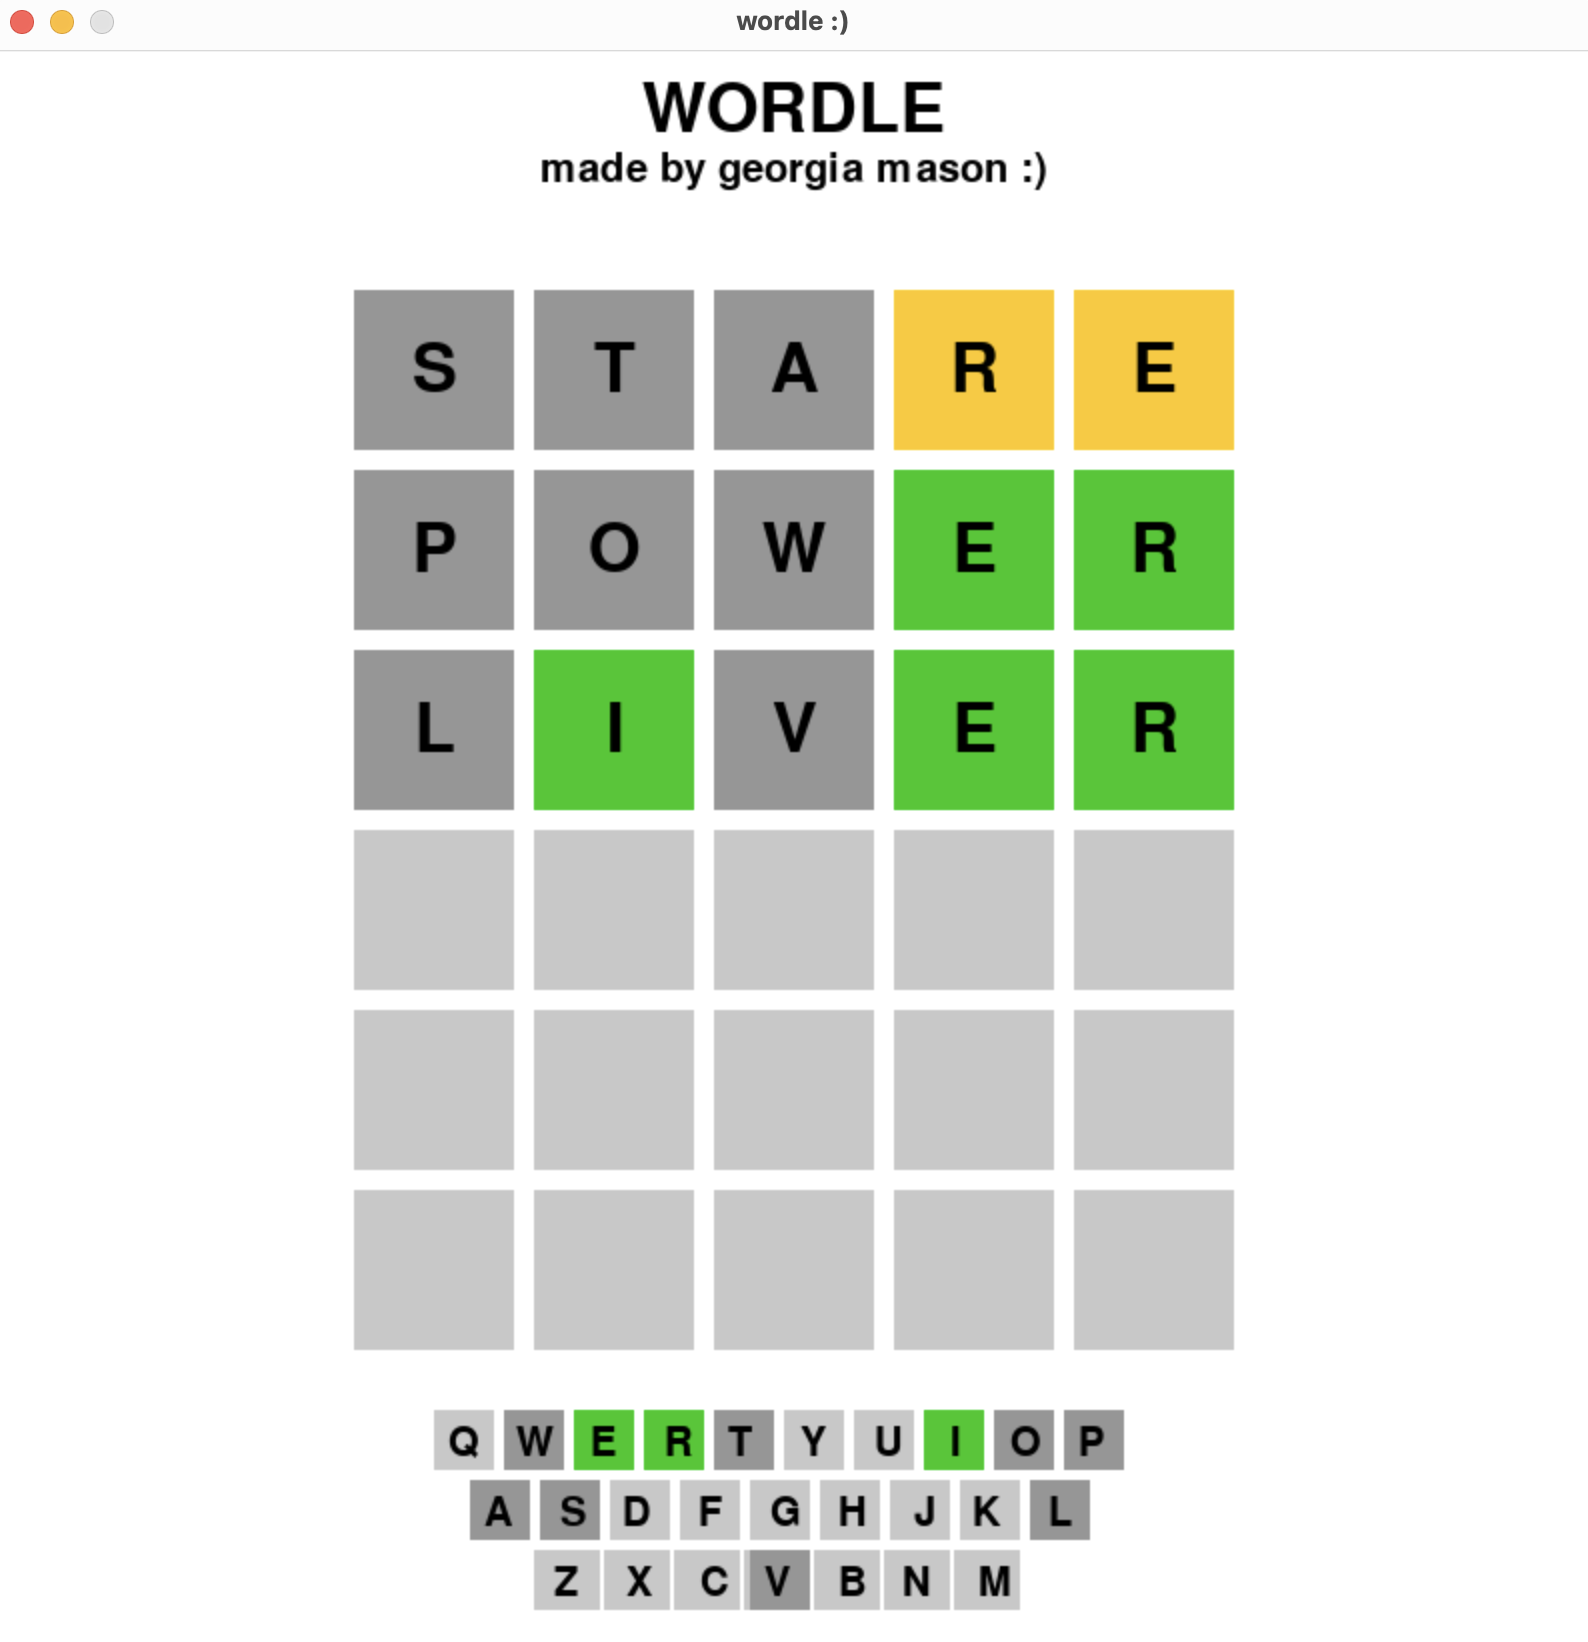 wordle :)
WORDLE
made by georgia mason :)
S T A R E
P O W E R
L I V E R
Q W E R T Y U I O P
A S D F G H J K L
Z X C V B N M